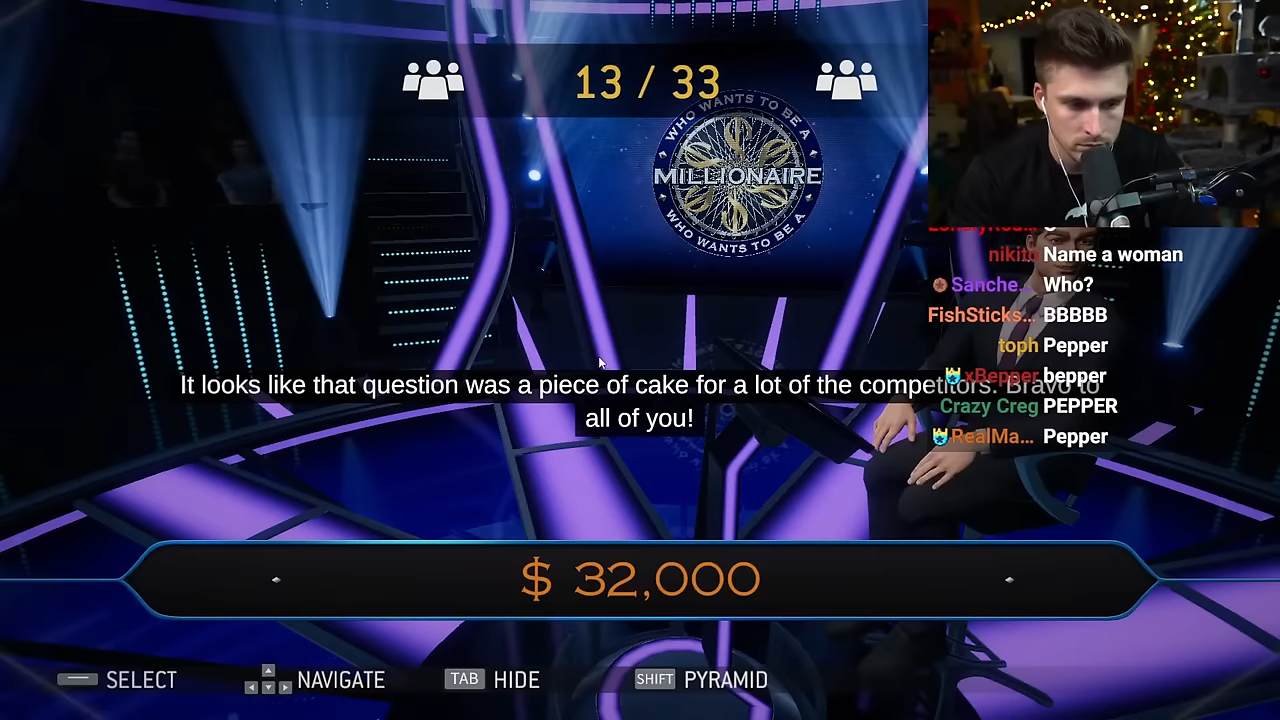 13 / 33
WHO WANTS TO BE A
MILLIONAIRE
WHO WANTS TO BE A
nikito Name a woman
Sanche... Who?
FishSticks... BBBBB
toph Pepper
xBepper bepper
Crazy Creg PEPPER
RealMa... Pepper
It looks like that question was a piece of cake for a lot of the competitors. Bravo to
all of you!
$ 32,000
SELECT
NAVIGATE
TAB HIDE
SHIFT PYRAMID